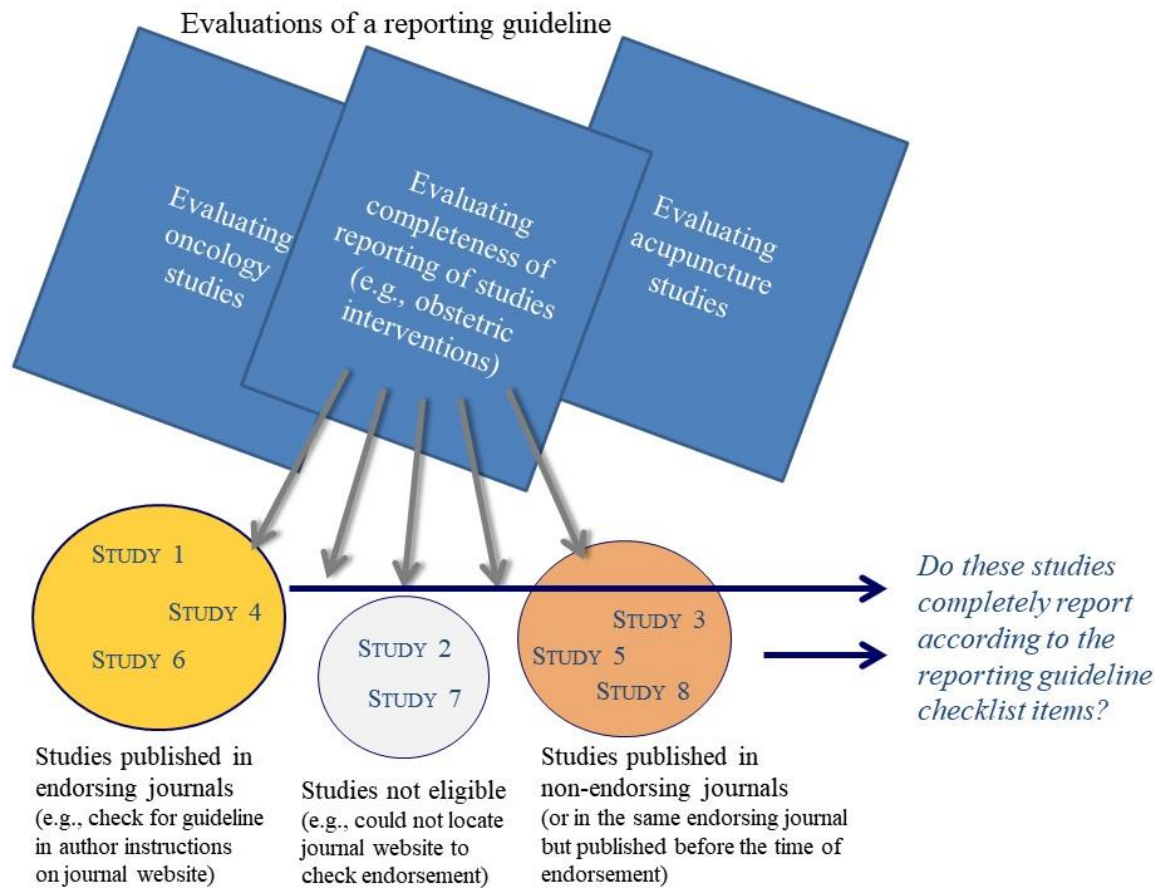 Evaluations of a reporting guideline
Evaluating
oncology
studies
Evaluating
completeness of
reporting of studies
(e.g., obstetric
interventions)
Evaluating
acupuncture
studies
STUDY 1
STUDY 4
STUDY 6
STUDY 2
STUDY 7
STUDY 3
STUDY 5
STUDY 8
Do these studies
completely report
according to the
reporting guideline
checklist items?
Studies published in
endorsing journals
(e.g., check for guideline
in author instructions
on journal website)
Studies not eligible
(e.g., could not locate
journal website to
check endorsement)
Studies published in
non-endorsing journals
(or in the same endorsing journal
but published before the time of
endorsement)